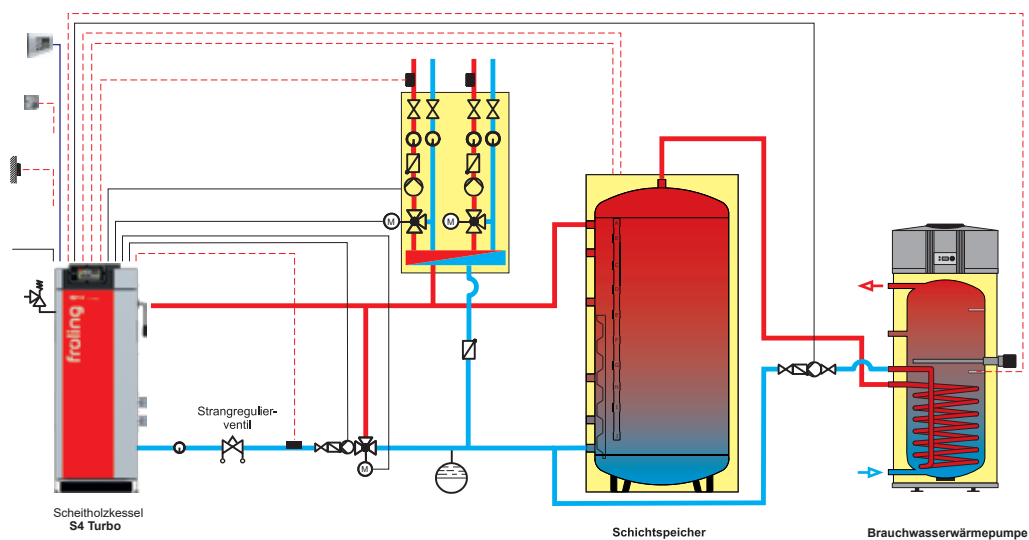 M
M
froling
Strangregulier-
ventil
M
Scheitholzkessel
S4 Turbo
Schichtspeicher
Brauchwasserwärmepumpe